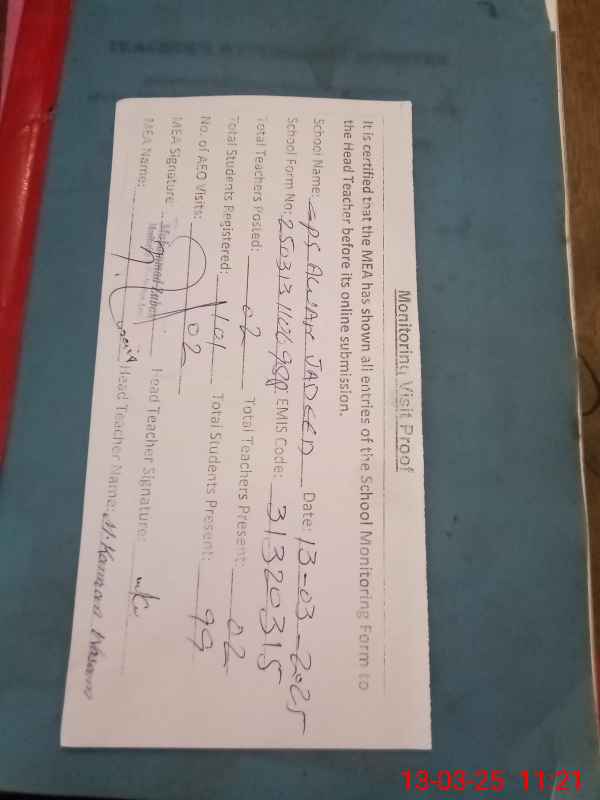 Monitoring Visit Proof
It is certified that the MEA has shown all entries of the School Monitoring Form to
the Head Teacher before its online submission.
School Name: GPS AWAN JADEED Date: 13-03-2025
School Form No: EMIS Code: 31320315
Total Teachers Posted: 02 Total Teachers Present: 02
Total Students Registered: 101 Total Students Present: 99
No. of AEO Visits: 02
MEA Signature: Head Teacher Signature:
MEA Name: Head Teacher Name: M.
13-03-25 11:21